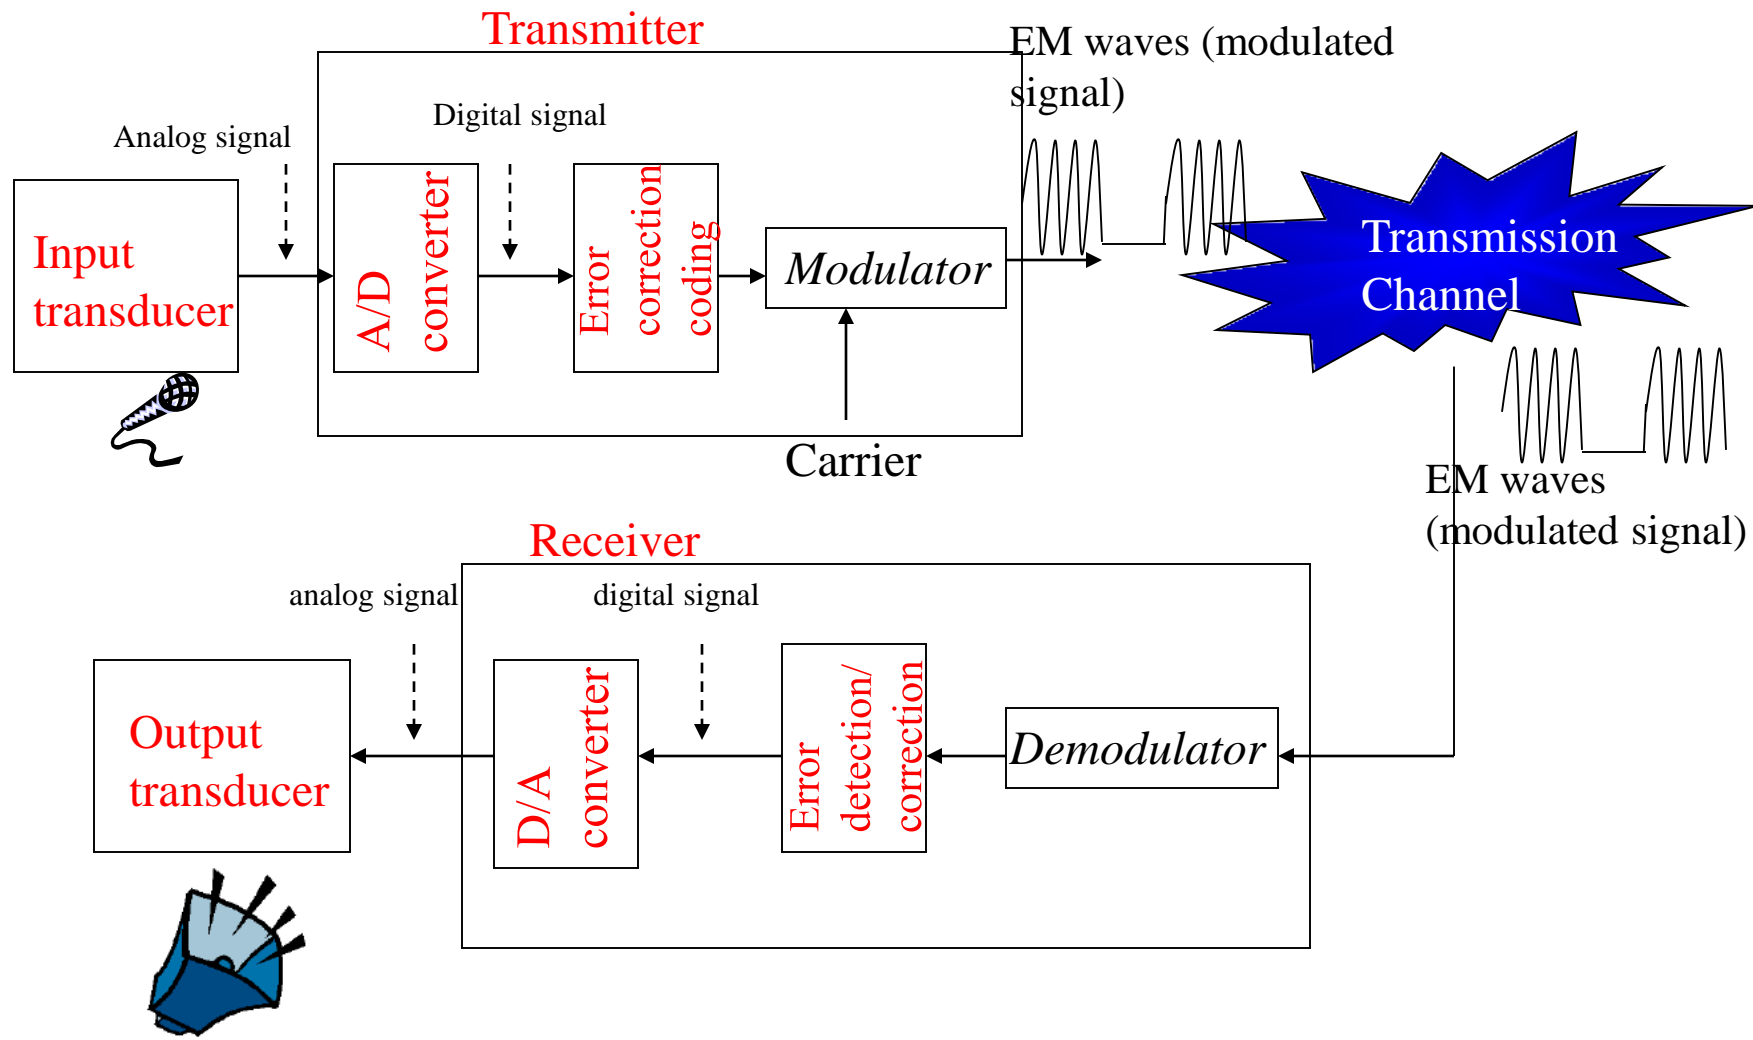 Transmitter
EM waves (modulated
signal)
Analog signal
Digital signal
Input
transducer
A/D
converter
Error
correction
coding
Modulator
Transmission
Channel
Carrier
EM waves
(modulated signal)
Receiver
analog signal
digital signal
Output
transducer
D/A
converter
Error
detection/
correction
Demodulator